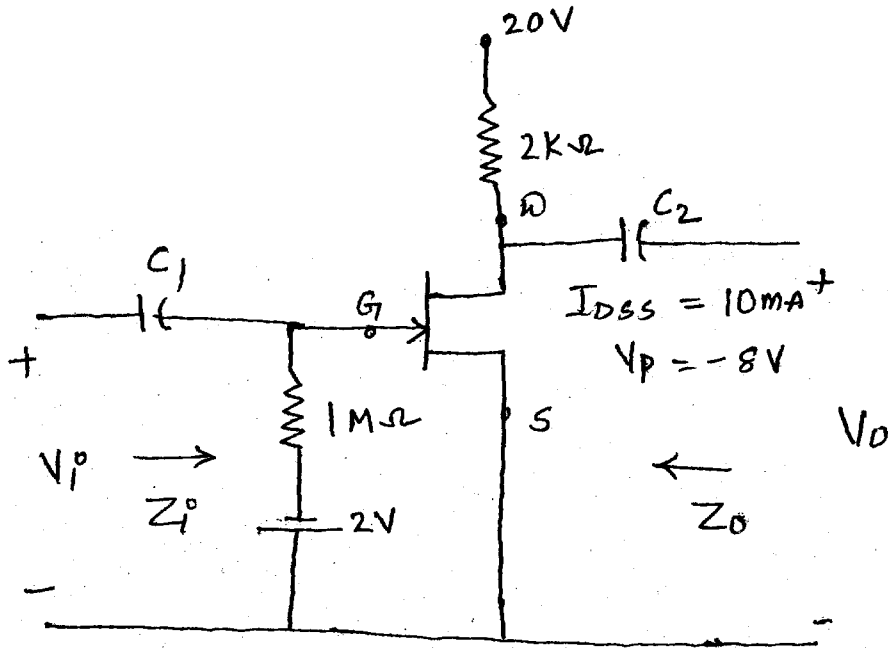 20V
2KΩ
D
C2
C1
G
IDSS = 10mA
+
VP = -8V
+
1MΩ
S
Vo
Vi
Zi
2V
Zo
-
-